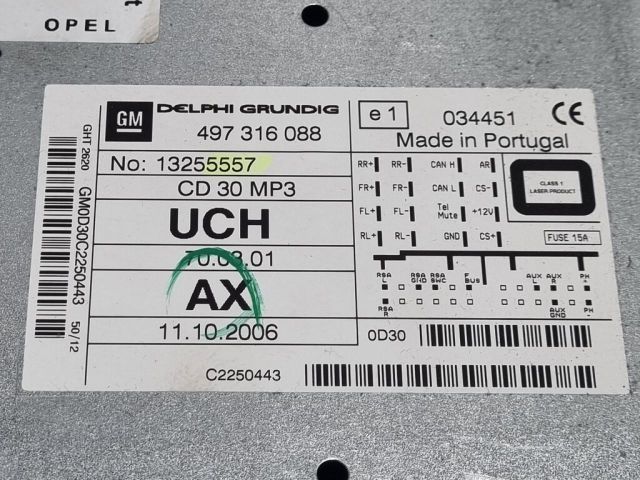 OPEL
GM
DELPHI GRUNDIG
497 316 088
e1
034451 CE
Made in Portugal
No: 13255557
CD 30 MP3
UCH
70.08.01
AX
11.10.2006
GHT 2620
GM0D30C2250443
50/12
RR+ RR- CAN H AR
FR+ FR- CAN L CS-
FL+ FL- Tel Mute +12V
RL+ RL- GND CS+
CLASS 1
LASER PRODUCT
FUSE 15A
RSA L RSA GND RSA SWC F BUS AUX L AUX R PH +
RSA R AUX GND PH -
0D30
C2250443